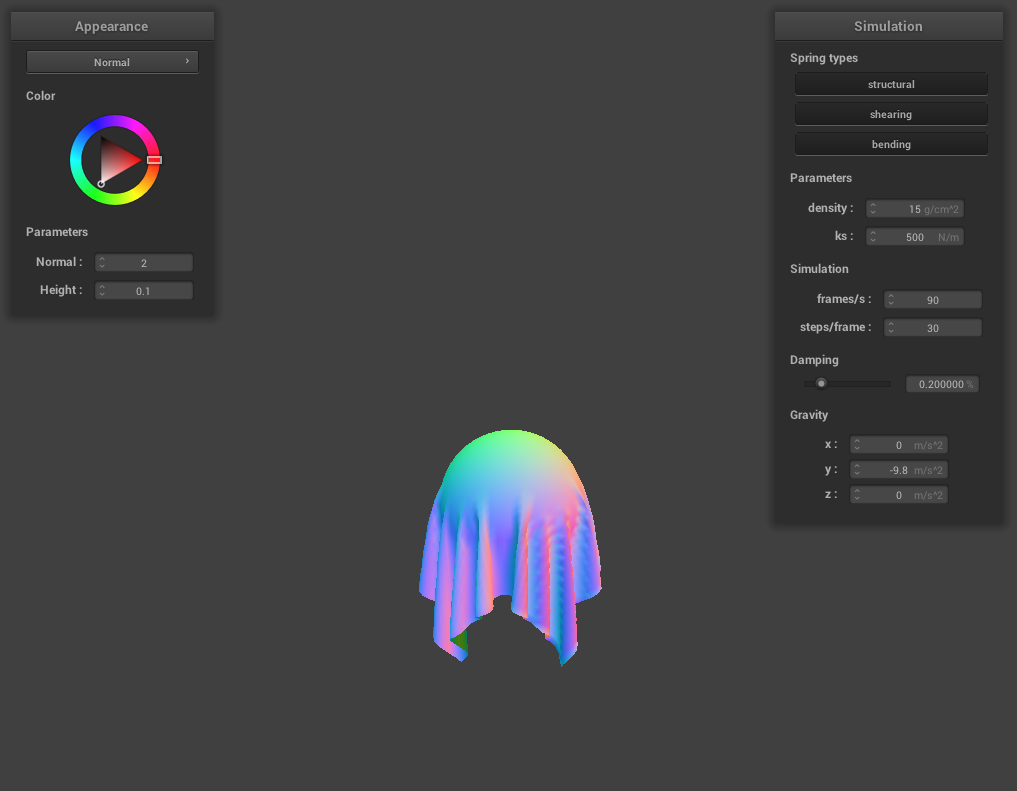 Appearance
Normal
Color
Parameters
Normal : 2
Height : 0.1
Simulation
Spring types
structural
shearing
bending
Parameters
density : 15 g/cm^2
ks : 500 N/m
Simulation
frames/s : 90
steps/frame : 30
Damping
0.200000 %
Gravity
x : 0 m/s^2
y : -9.8 m/s^2
z : 0 m/s^2